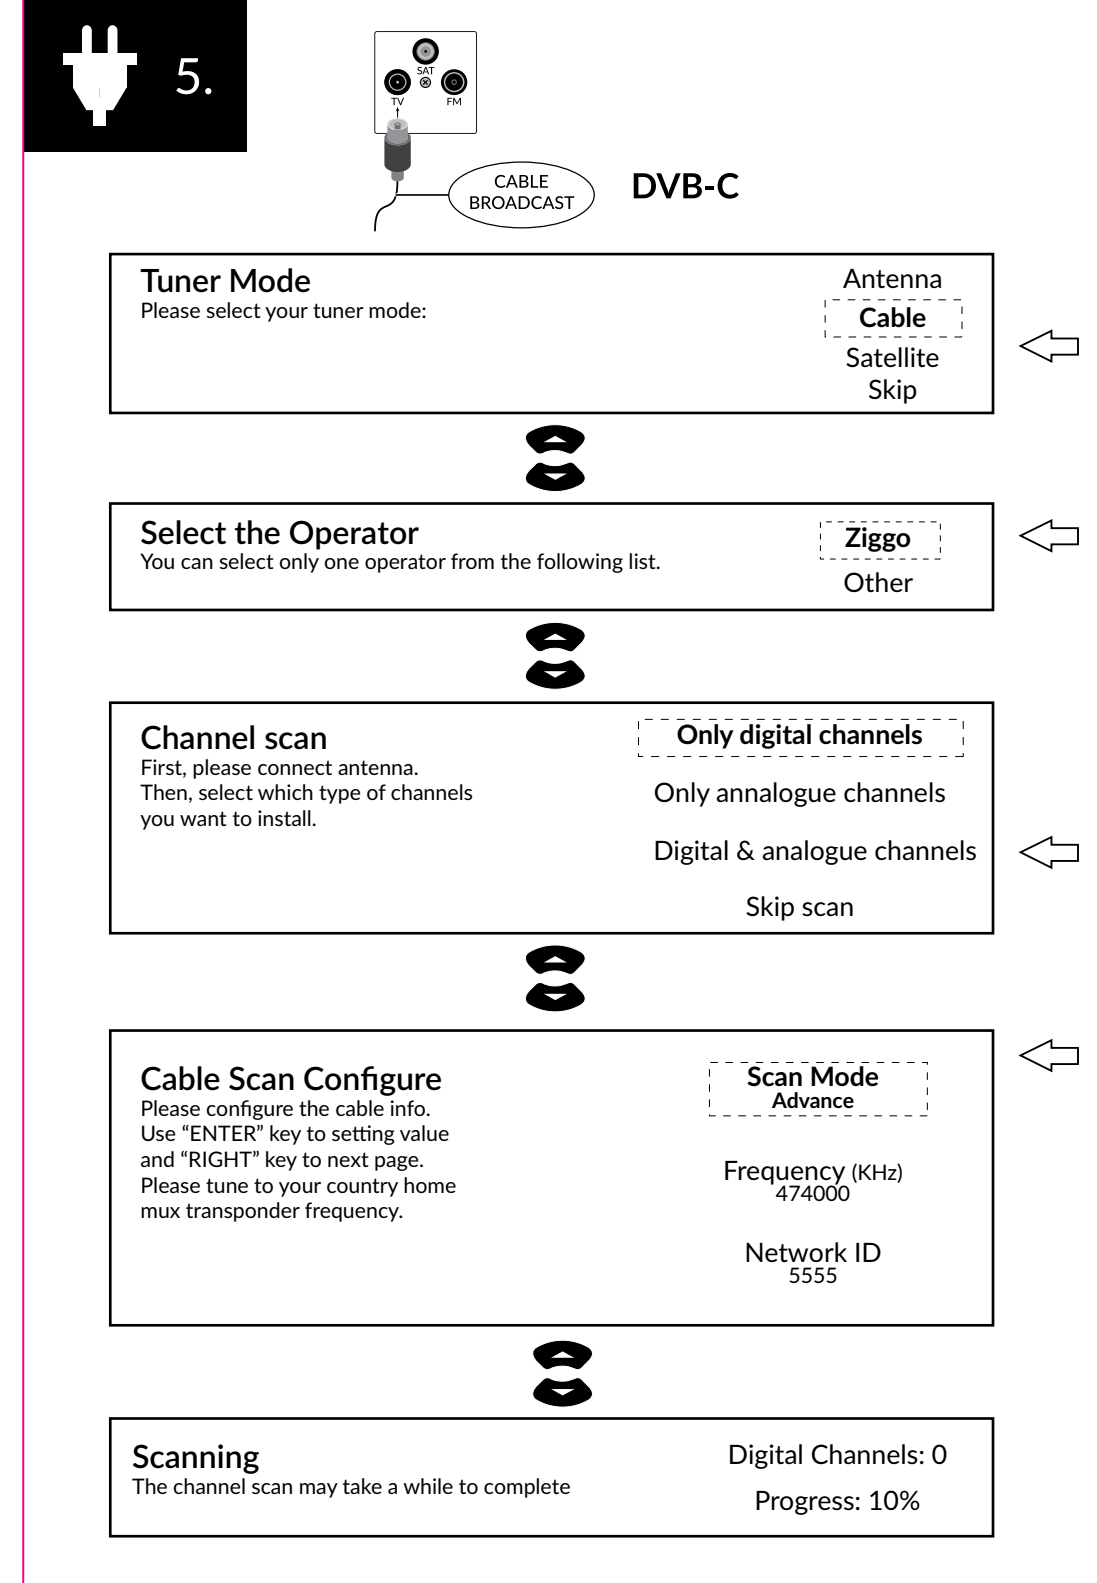 5.
SAT
TV
FM
CABLE
BROADCAST
DVB-C
Tuner Mode
Please select your tuner mode:
Antenna
Cable
Satellite
Skip
Select the Operator
You can select only one operator from the following list.
Ziggo
Other
Channel scan
First, please connect antenna.
Then, select which type of channels
you want to install.
Only digital channels
Only annalogue channels
Digital & analogue channels
Skip scan
Cable Scan Configure
Please configure the cable info.
Use “ENTER” key to setting value
and “RIGHT” key to next page.
Please tune to your country home
mux transponder frequency.
Scan Mode
Advance
Frequency (KHz)
474000
Network ID
5555
Scanning
The channel scan may take a while to complete
Digital Channels: 0
Progress: 10%